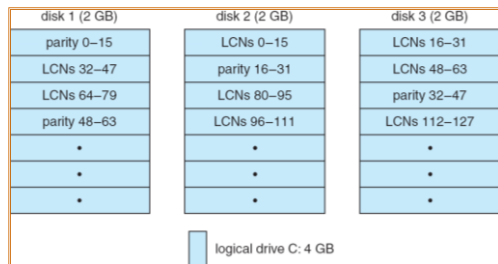 disk 1 (2 GB) disk 2 (2 GB) disk 3 (2 GB)
parity 0–15 LCNs 0–15 LCNs 16–31
LCNs 32–47 parity 16–31 LCNs 48–63
LCNs 64–79 LCNs 80–95 parity 32–47
parity 48–63 LCNs 96–111 LCNs 112–127
logical drive C: 4 GB